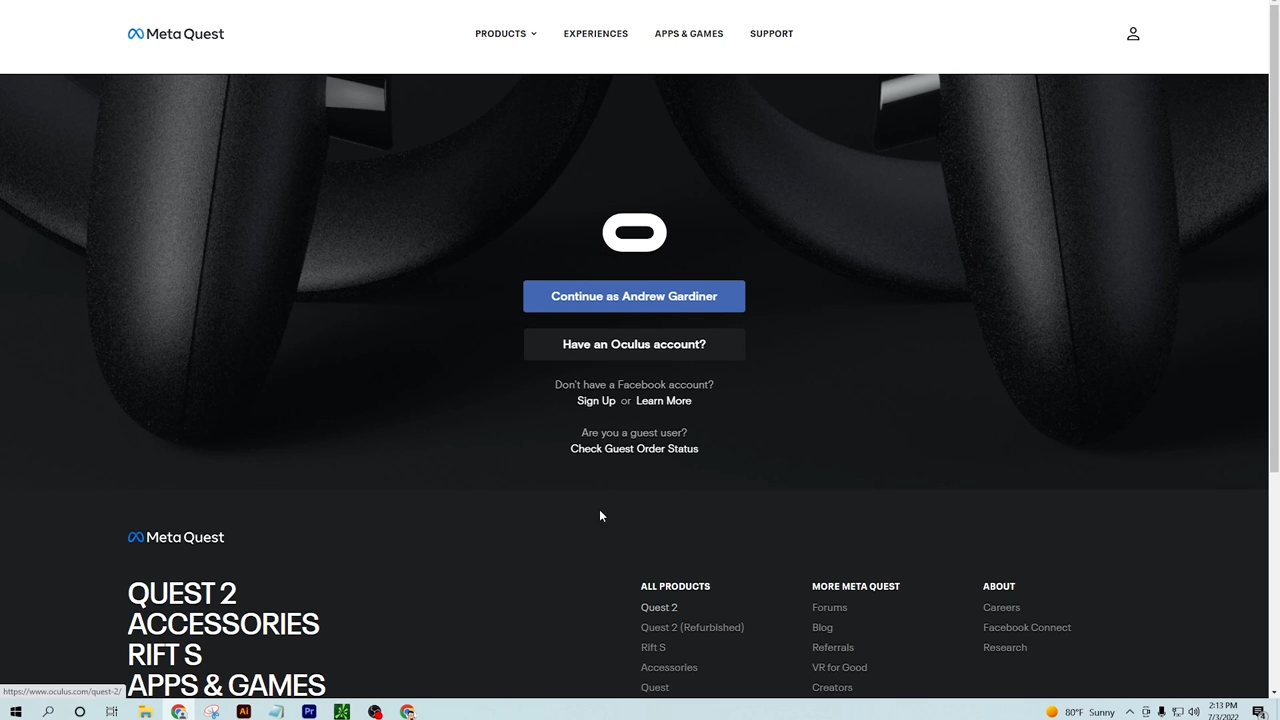 Meta Quest
PRODUCTS
EXPERIENCES
APPS & GAMES
SUPPORT
Continue as Andrew Gardiner
Have an Oculus account?
Don't have a Facebook account?
Sign Up or Learn More
Are you a guest user?
Check Guest Order Status
Meta Quest
QUEST 2
ACCESSORIES
RIFT S
APPS & GAMES
ALL PRODUCTS
Quest 2
Quest 2 (Refurbished)
Rift S
Accessories
Quest
MORE META QUEST
Forums
Blog
Referrals
VR for Good
Creators
ABOUT
Careers
Facebook Connect
Research
https://www.oculus.com/quest-2/
Ai
Pr
80°F Sunny
2:13 PM
7/3/2022